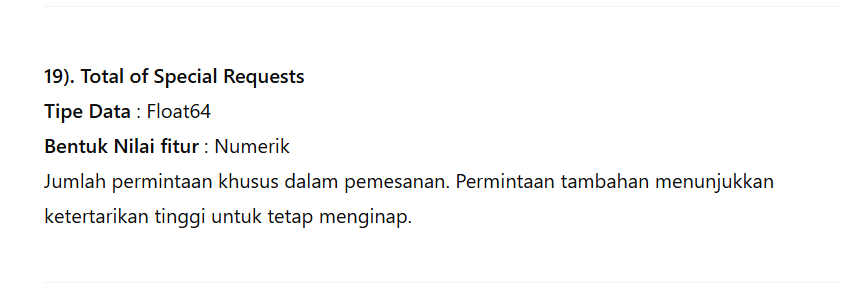 19). Total of Special Requests
Tipe Data : Float64
Bentuk Nilai fitur : Numerik
Jumlah permintaan khusus dalam pemesanan. Permintaan tambahan menunjukkan
ketertarikan tinggi untuk tetap menginap.